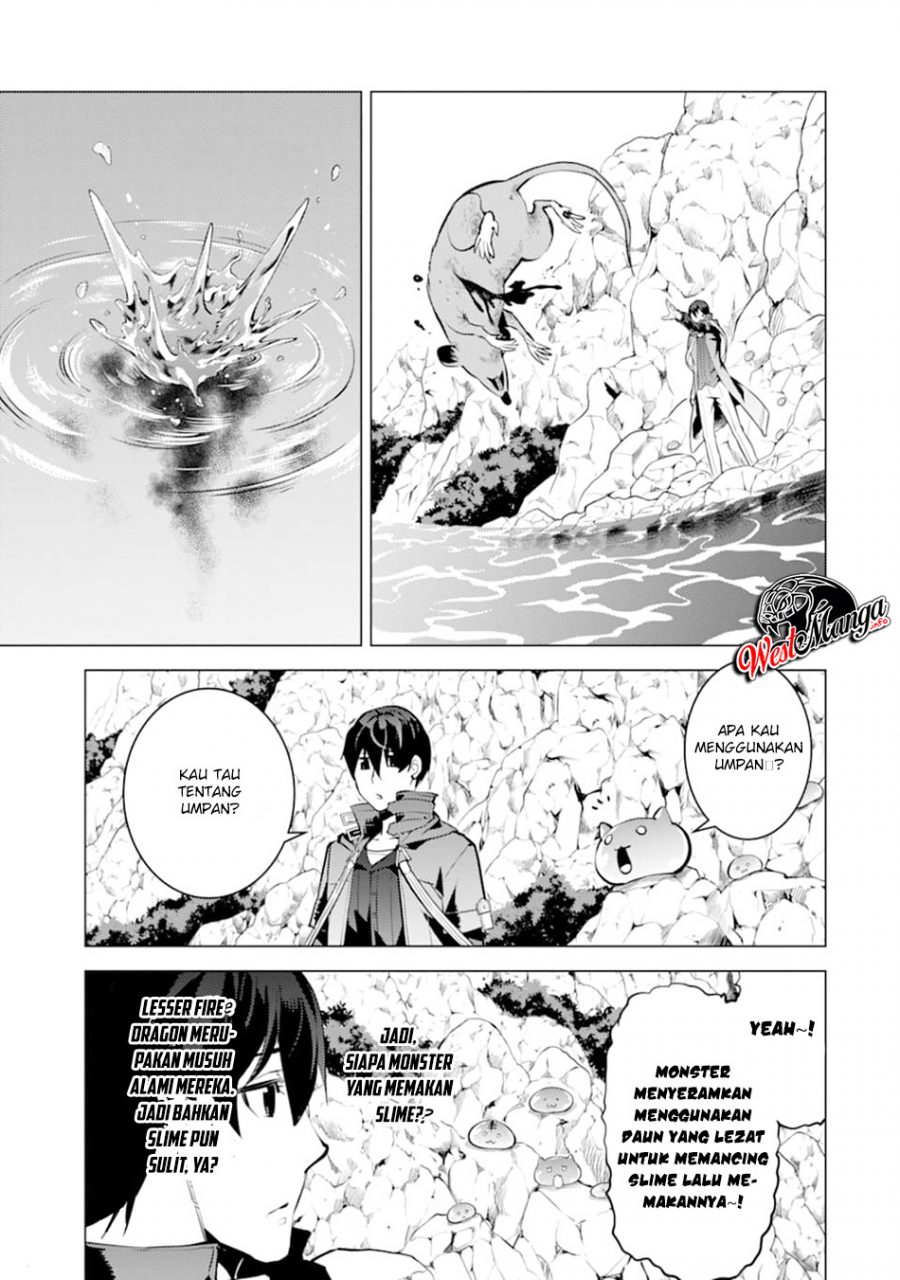 WestManga
.info
APA KAU
MENGGUNAKAN
UMPAN□?
KAU TAU
TENTANG
UMPAN?
YEAH~!
MONSTER
MENYERAMKAN
MENGGUNAKAN
DAUN YANG LEZAT
UNTUK MEMANCING
SLIME LALU ME-
MAKANNYA~!
JADI,
SIAPA MONSTER
YANG MEMAKAN
SLIME??
LESSER FIRE?
DRAGON MERU-
PAKAN MUSUH
ALAMI MEREKA.
JADI BAHKAN
SLIME PUN
SULIT, YA?